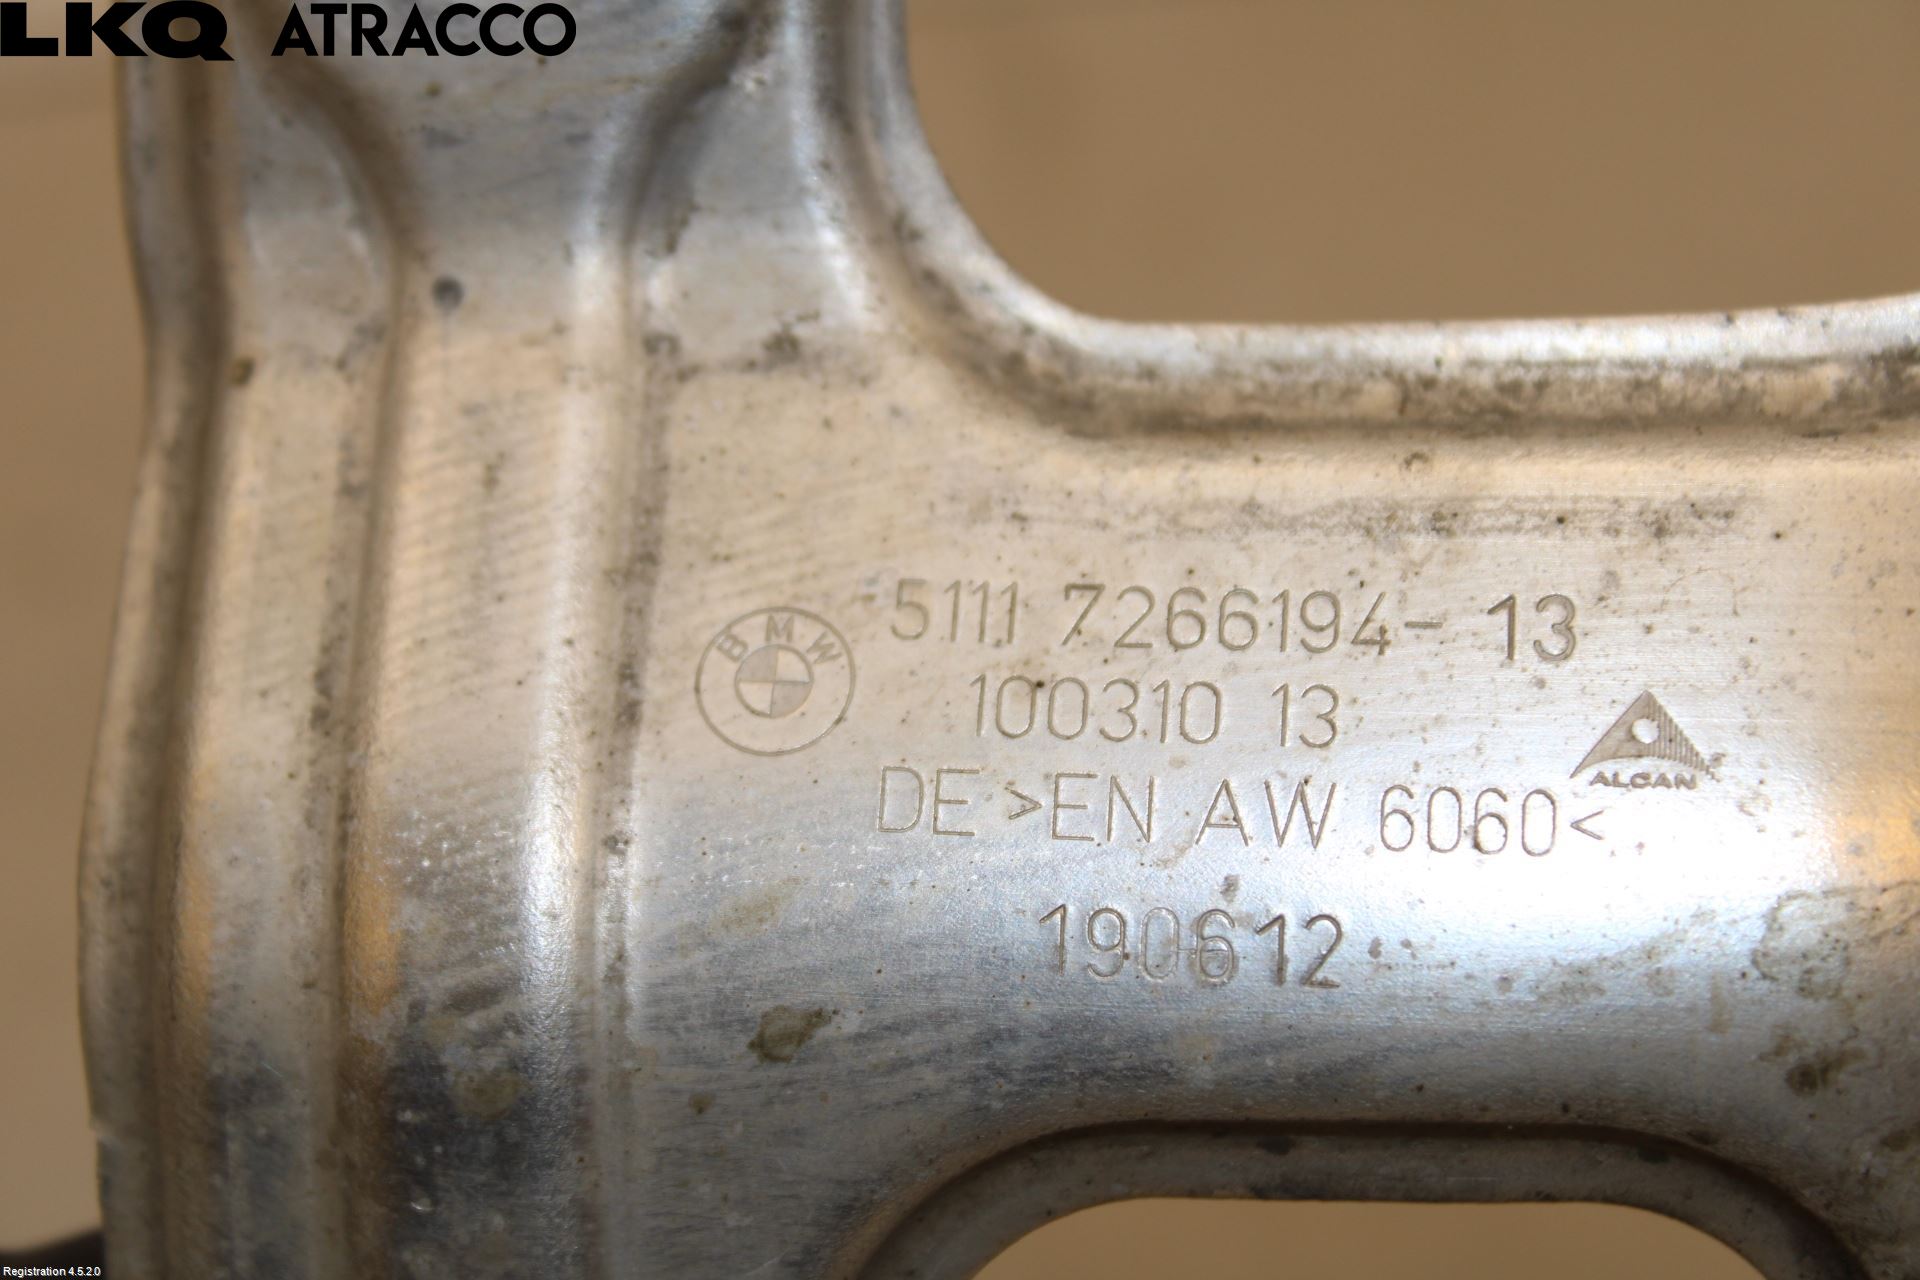 LKQ ATRACCO
5111 7266194-13
BMW
100310 13
ALCAN
DE >EN AW 6060<
190612
Registration 4.5.2.0